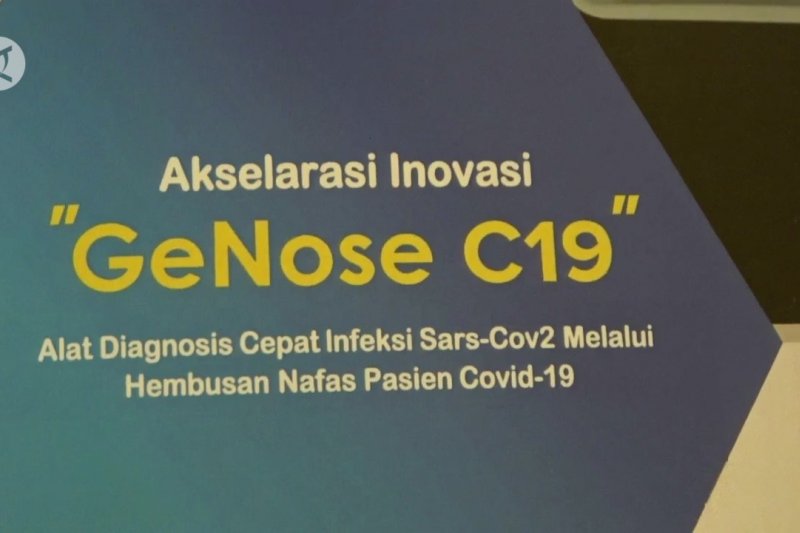 Akselarasi Inovasi
"GeNose C19"
Alat Diagnosis Cepat Infeksi Sars-Cov2 Melalui
Hembusan Nafas Pasien Covid-19